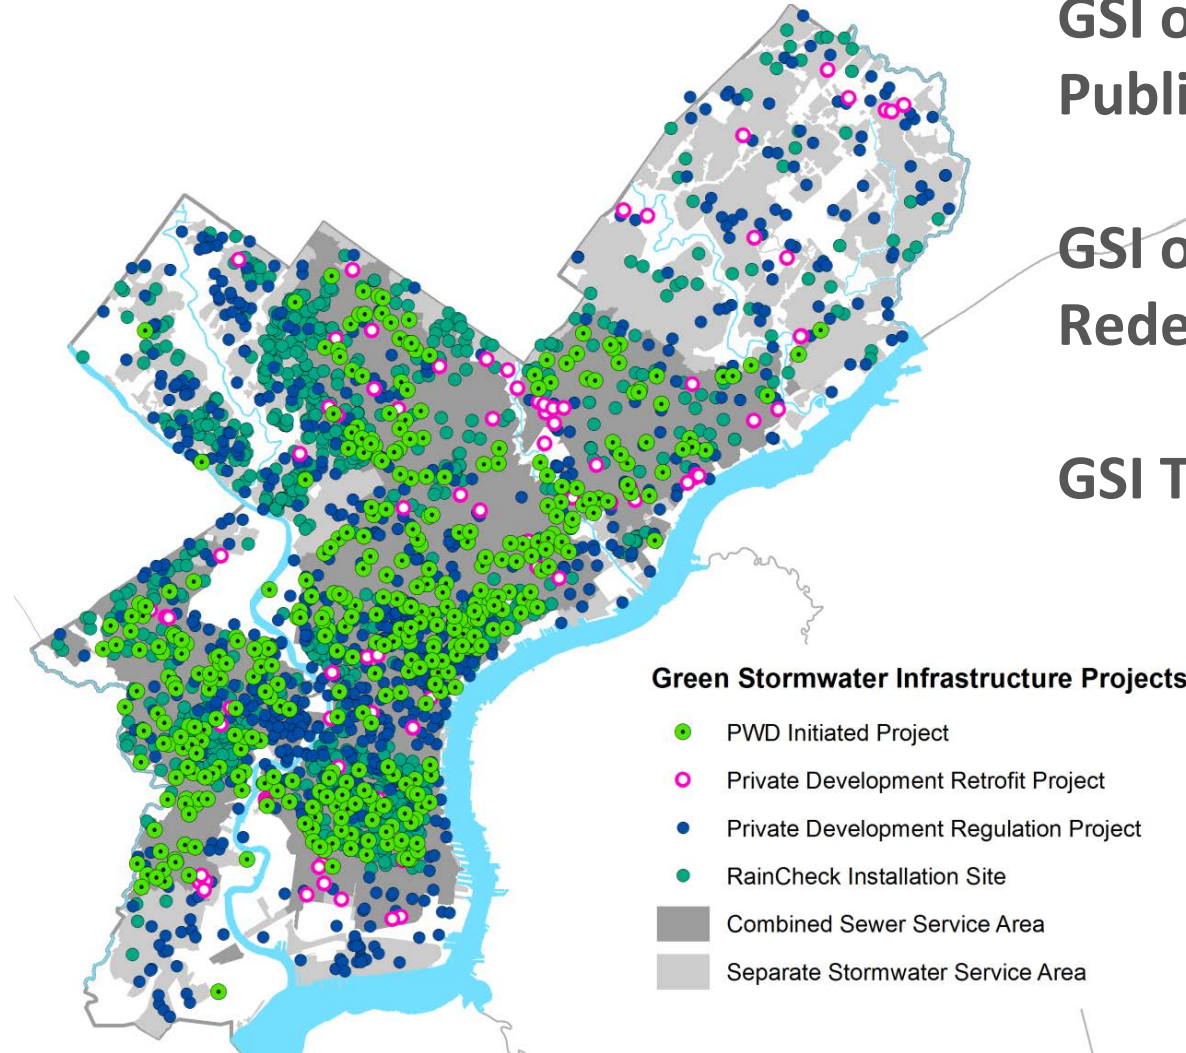 GSI o
Publi
GSI o
Rede
GSI T
Green Stormwater Infrastructure Projects
PWD Initiated Project
Private Development Retrofit Project
Private Development Regulation Project
RainCheck Installation Site
Combined Sewer Service Area
Separate Stormwater Service Area